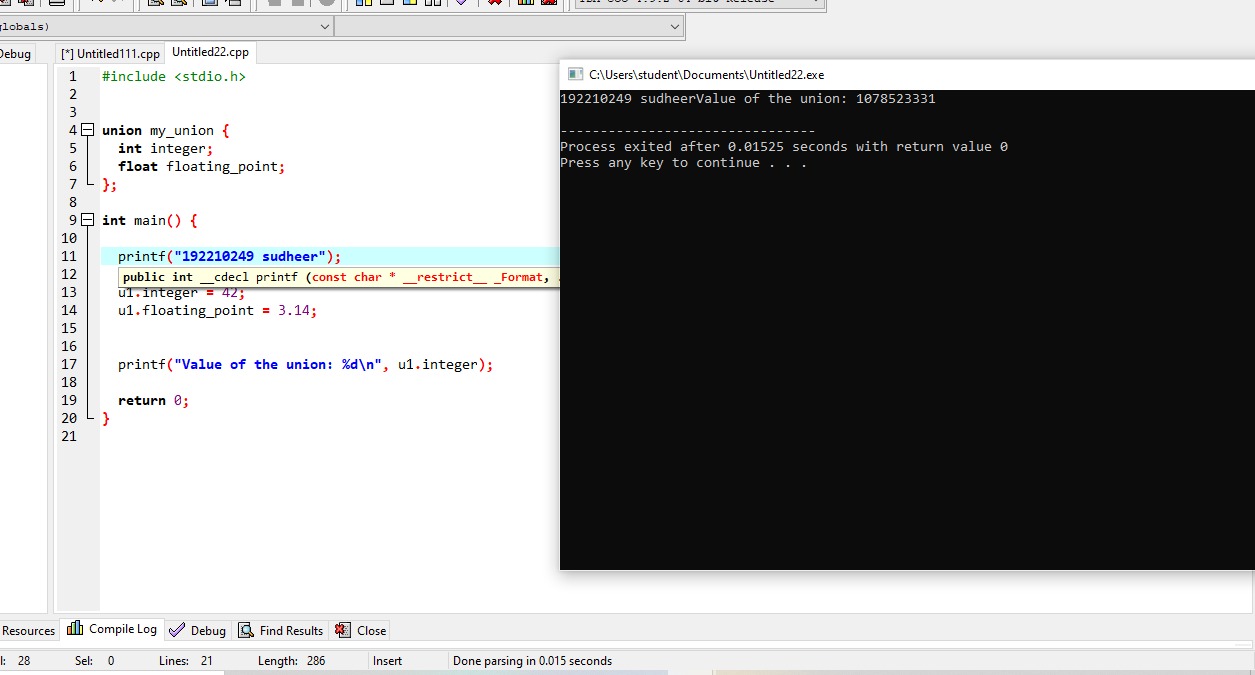 lobals)
Debug
[*] Untitled111.cpp Untitled22.cpp
1 #include <stdio.h>
2
3
4 union my_union {
5 int integer;
6 float floating_point;
7 };
8
9 int main() {
10
11 printf("192210249 sudheer");
12 public int __cdecl printf (const char * __restrict__ _Format,
13 u1.integer = 42;
14 u1.floating_point = 3.14;
15
16
17 printf("Value of the union: %d\n", u1.integer);
18
19 return 0;
20 }
21
C:\Users\student\Documents\Untitled22.exe
192210249 sudheerValue of the union: 1078523331
--------------------------------
Process exited after 0.01525 seconds with return value 0
Press any key to continue . . .
Resources Compile Log Debug Find Results Close
l: 28 Sel: 0 Lines: 21 Length: 286 Insert Done parsing in 0.015 seconds